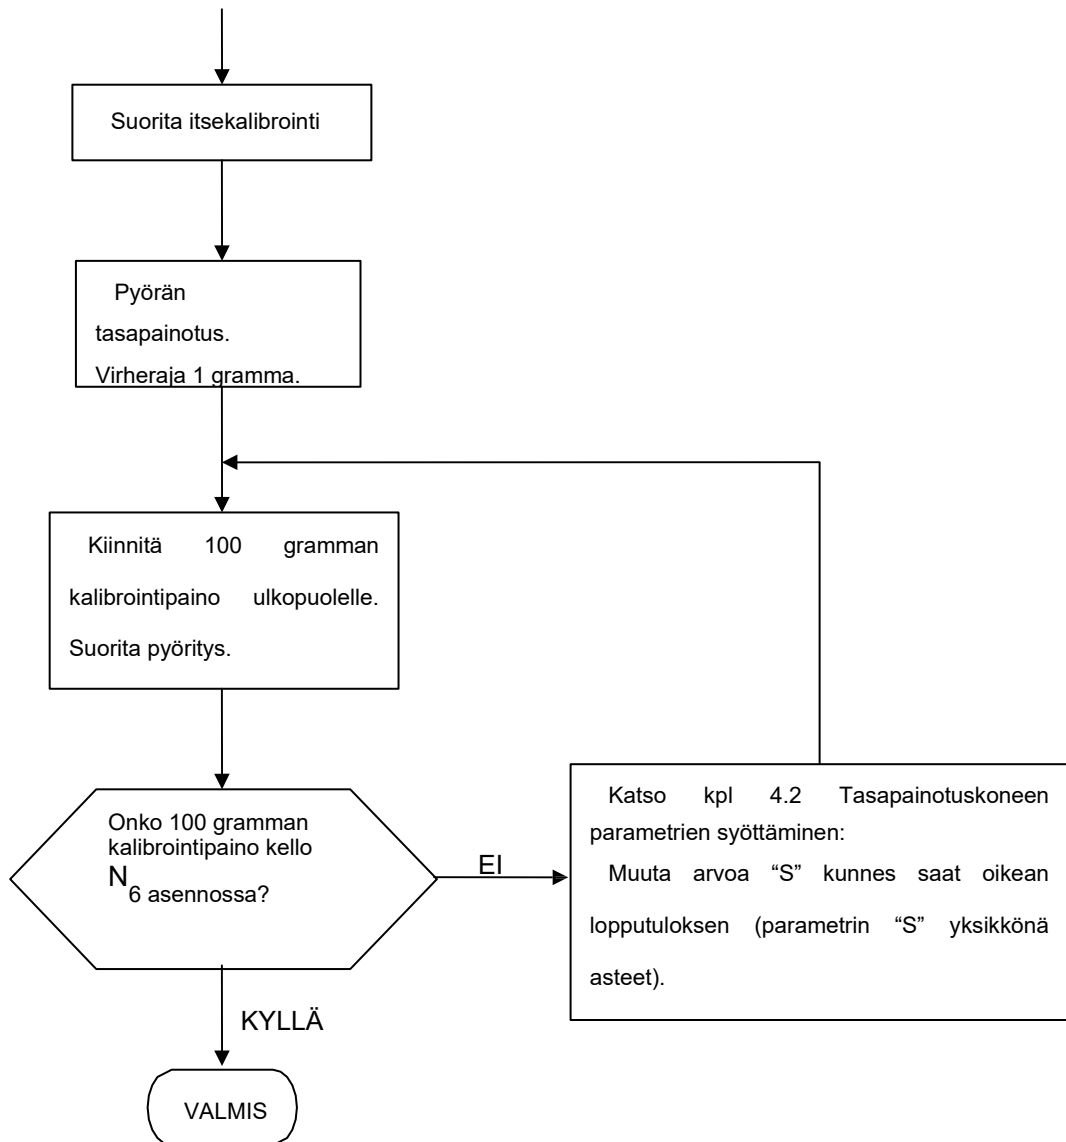 Suorita itsekalibrointi
Pyörän
tasapainotus.
Virheraja 1 gramma.
Kiinnitä 100 gramman
kalibrointipaino ulkopuolelle.
Suorita pyöritys.
Onko 100 gramman
kalibrointipaino kello
N
6 asennossa?
EI
Katso kpl 4.2 Tasapainotuskoneen
parametrien syöttäminen:
Muuta arvoa “S” kunnes saat oikean
lopputuloksen (parametrin “S” yksikkönä
asteet).
KYLLÄ
VALMIS